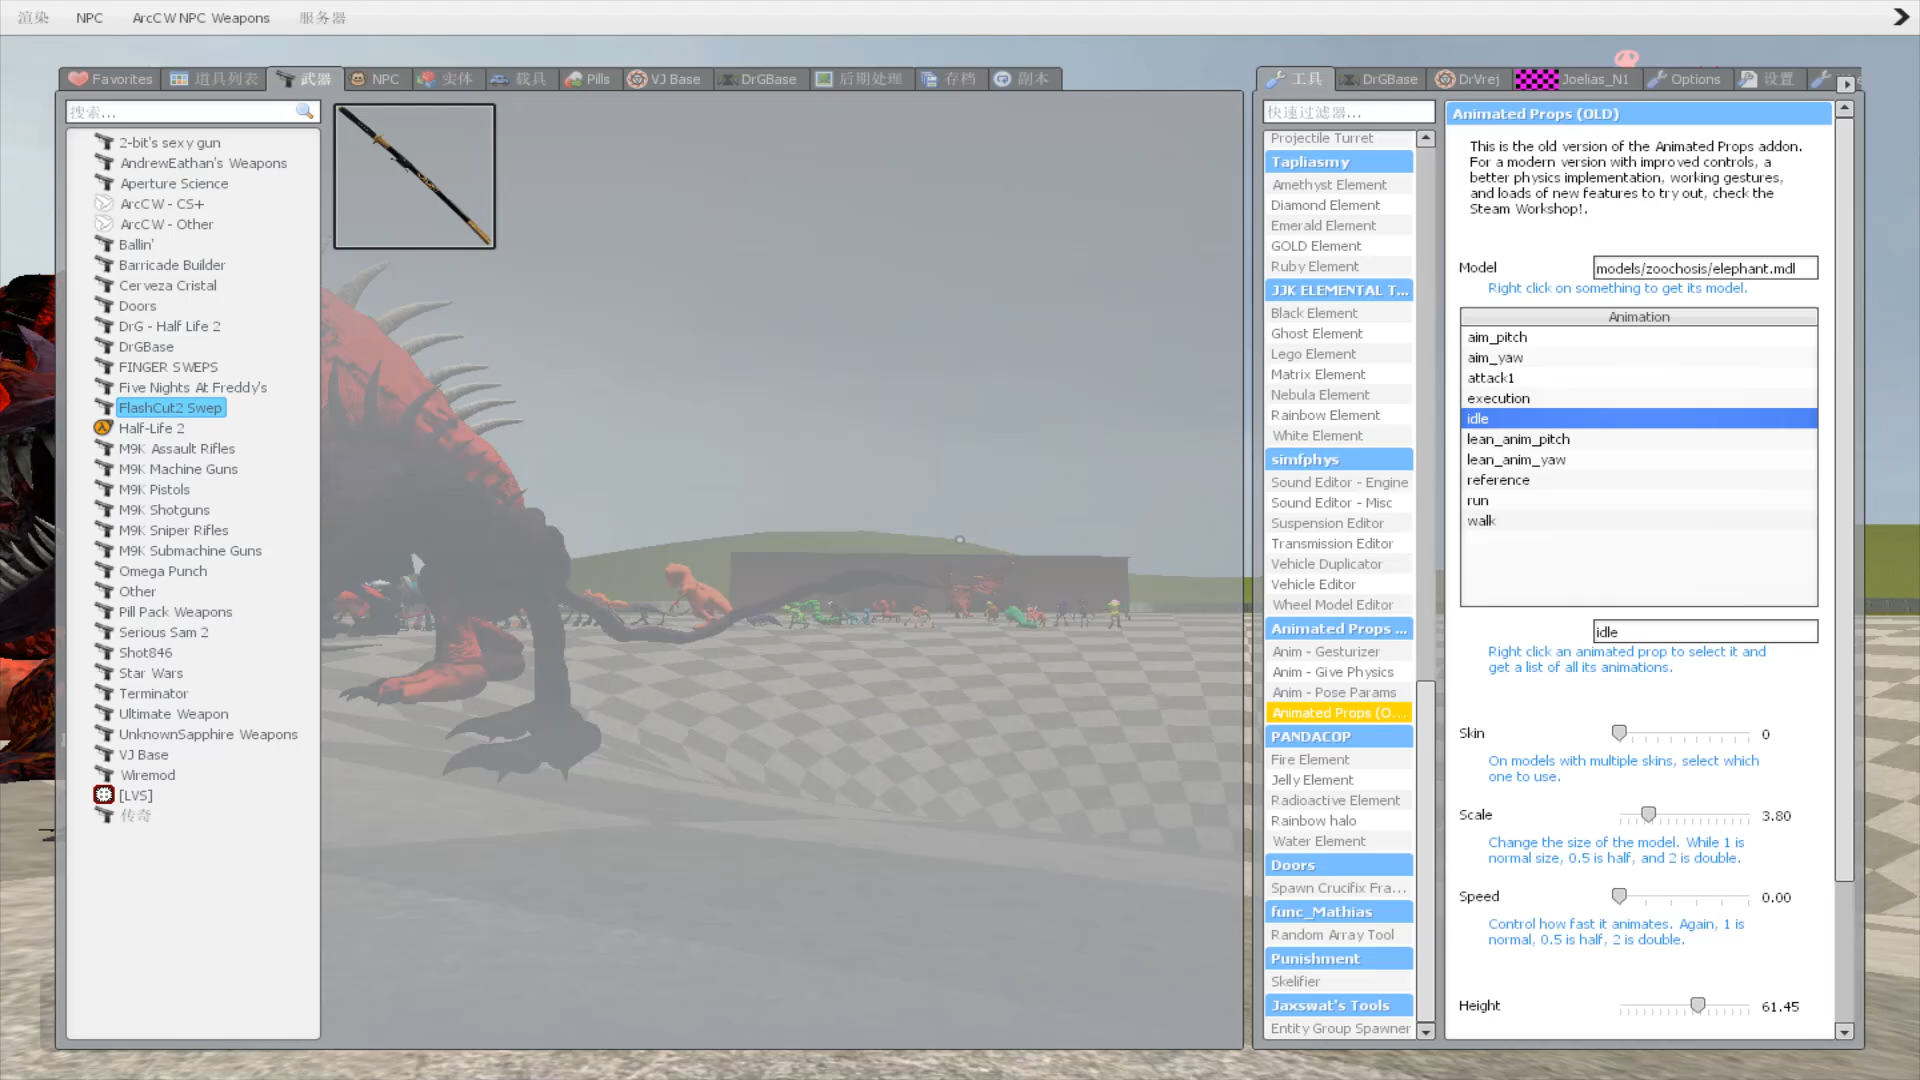 渲染 NPC ArcCW NPC Weapons 服务器
Favorites 道具列表 武器 NPC 实体 载具 Pills VJ Base DrGBase 后期处理 存档 副本
搜索...
2-bit's sexy gun
AndrewEathan's Weapons
Aperture Science
ArcCW - CS+
ArcCW - Other
Ballin'
Barricade Builder
Cerveza Cristal
Doors
DrG - Half Life 2
DrGBase
FINGER SWEPS
Five Nights At Freddy's
FlashCut2 Swep
Half-Life 2
M9K Assault Rifles
M9K Machine Guns
M9K Pistols
M9K Shotguns
M9K Sniper Rifles
M9K Submachine Guns
Omega Punch
Other
Pill Pack Weapons
Serious Sam 2
Shot846
Star Wars
Terminator
Ultimate Weapon
UnknownSapphire Weapons
VJ Base
Wiremod
[LVS]
传奇
工具 DrGBase DrVrej Joelias_N1 Options 设置
快速过滤器...
Projectile Turret
Tapliasmy
Amethyst Element
Diamond Element
Emerald Element
GOLD Element
Ruby Element
JJK ELEMENTAL T...
Black Element
Ghost Element
Lego Element
Matrix Element
Nebula Element
Rainbow Element
White Element
simfphys
Sound Editor - Engine
Sound Editor - Misc
Suspension Editor
Transmission Editor
Vehicle Duplicator
Vehicle Editor
Wheel Model Editor
Animated Props ...
Anim - Gesturizer
Anim - Give Physics
Anim - Pose Params
Animated Props (O...
PANDACOP
Fire Element
Jelly Element
Radioactive Element
Rainbow halo
Water Element
Doors
Spawn Crucifix Fra...
func_Mathias
Random Array Tool
Punishment
Skelifier
Jaxswat's Tools
Entity Group Spawner
Animated Props (OLD)
This is the old version of the Animated Props addon.
For a modern version with improved controls, a
better physics implementation, working gestures,
and loads of new features to try out, check the
Steam Workshop!.
Model models/zoochosis/elephant.mdl
Right click on something to get its model.
Animation
aim_pitch
aim_yaw
attack1
execution
idle
lean_anim_pitch
lean_anim_yaw
reference
run
walk
idle
Right click an animated prop to select it and
get a list of all its animations.
Skin 0
On models with multiple skins, select which
one to use.
Scale 3.80
Change the size of the model. While 1 is
normal size, 0.5 is half, and 2 is double.
Speed 0.00
Control how fast it animates. Again, 1 is
normal, 0.5 is half, 2 is double.
Height 61.45